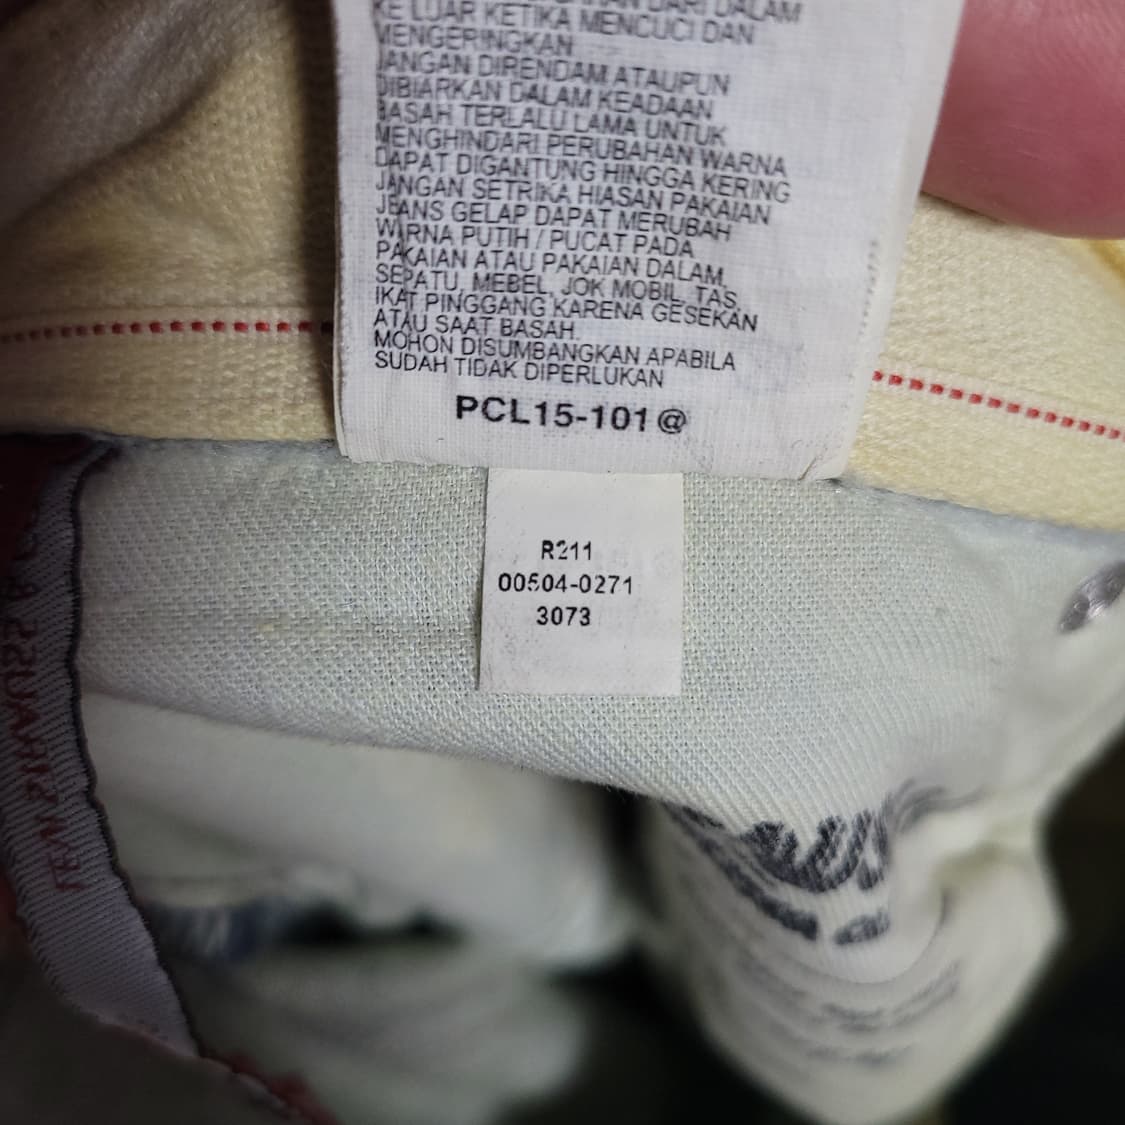 DARI DALAM
KE LUAR KETIKA MENCUCI DAN
MENGERINGKAN
JANGAN DIRENDAM ATAUPUN
DIBIARKAN DALAM KEADAAN
BASAH TERLALU LAMA UNTUK
MENGHINDARI PERUBAHAN WARNA
DAPAT DIGANTUNG HINGGA KERING
JANGAN SETRIKA HIASAN PAKAIAN
JEANS GELAP DAPAT MERUBAH
WARNA PUTIH / PUCAT PADA
PAKAIAN ATAU PAKAIAN DALAM,
SEPATU, MEBEL, JOK MOBIL, TAS,
IKAT PINGGANG KARENA GESEKAN
ATAU SAAT BASAH.
MOHON DISUMBANGKAN APABILA
SUDAH TIDAK DIPERLUKAN
PCL15-101@
R211
00504-0271
3073